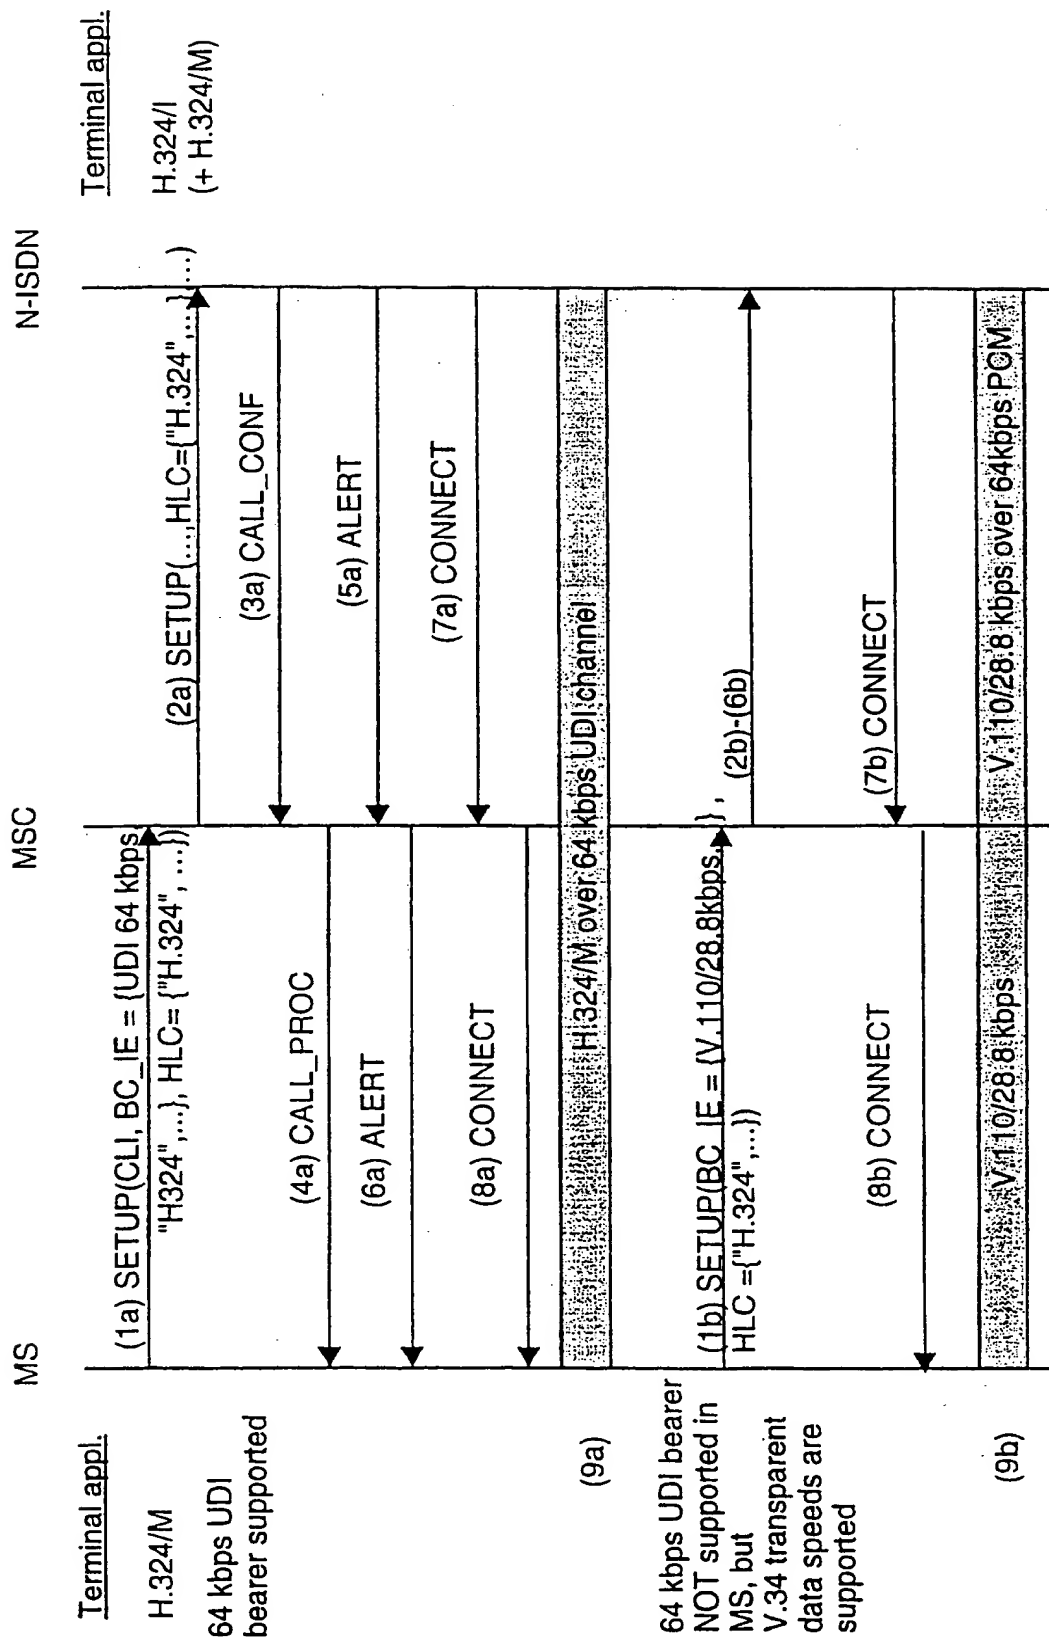 MS
MSC
N-ISDN
Terminal appl.
H.324/M
64 kbps UDI
bearer supported
Terminal appl.
H.324/I
(+ H.324/M)
(1a) SETUP(CLI, BC_IE = {UDI 64 kbps,
"H324",...}, HLC= {"H.324", ...})
(2a) SETUP(...,HLC={"H.324",...},...)
(3a) CALL_CONF
(4a) CALL_PROC
(5a) ALERT
(6a) ALERT
(7a) CONNECT
(8a) CONNECT
(9a)
H.324/M over 64 kbps UDI channel
64 kbps UDI bearer
NOT supported in
MS, but
V.34 transparent
data speeds are
supported
(1b) SETUP(BC_IE = {V.110/28.8kbps,...},
HLC ={"H.324",...})
(2b)-(6b)
(7b) CONNECT
(8b) CONNECT
(9b)
V.110/28.8 kbps
V.110/28.8 kbps over 64kbps PCM